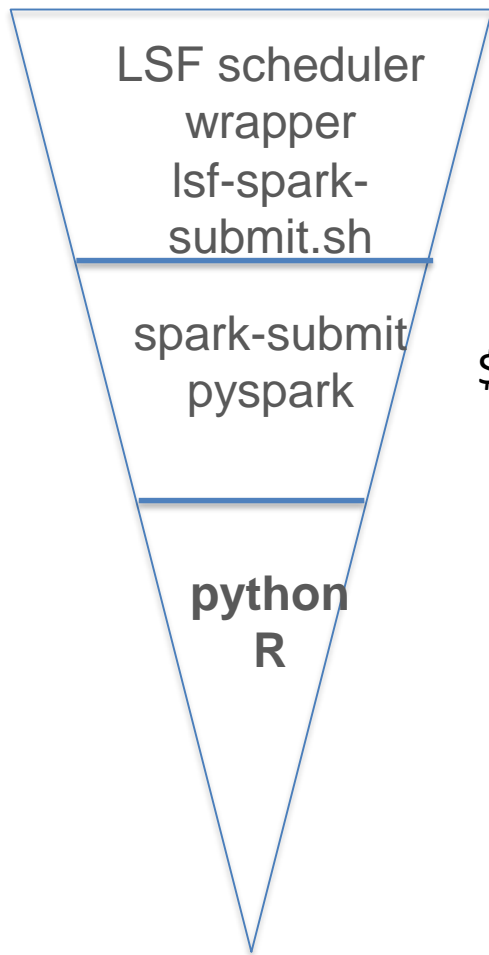 LSF scheduler
wrapper
lsf-spark-
submit.sh
spark-submit
pyspark
$
python
R